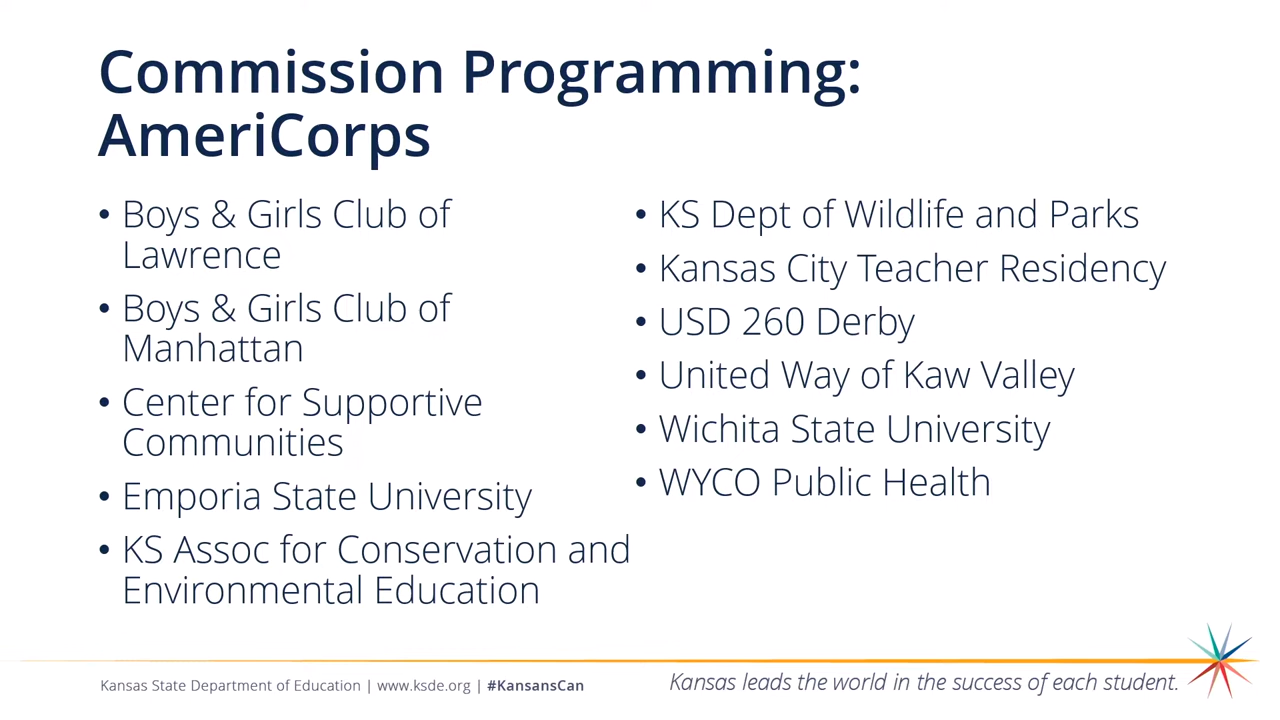 Commission Programming:
AmeriCorps
• Boys & Girls Club of
Lawrence
• Boys & Girls Club of
Manhattan
• Center for Supportive
Communities
• Emporia State University
• KS Assoc for Conservation and
Environmental Education
• KS Dept of Wildlife and Parks
• Kansas City Teacher Residency
• USD 260 Derby
• United Way of Kaw Valley
• Wichita State University
• WYCO Public Health
Kansas State Department of Education | www.ksde.org | #KansansCan
Kansas leads the world in the success of each student.